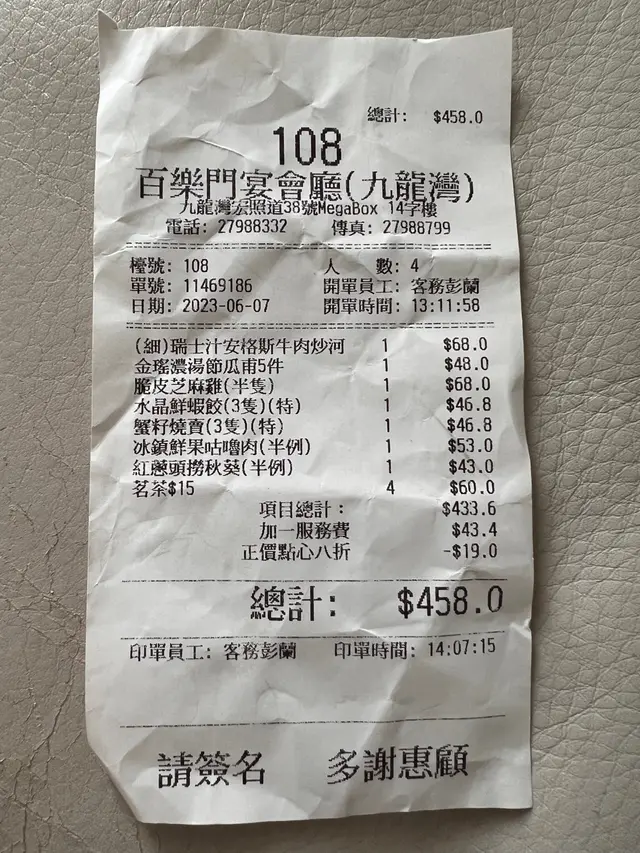 總計: $458.0
108
百樂門宴會廳(九龍灣)
九龍灣宏照道38號MegaBox 14字樓
電話: 27988332 傳真: 27988799
檯號: 108 人 數: 4
單號: 11469186 開單員工: 客務彭蘭
日期: 2023-06-07 開單時間: 13:11:58
(細)瑞士汁安格斯牛肉炒河 1 $68.0
金瑤濃湯節瓜甫5件 1 $48.0
脆皮芝麻雞(半隻) 1 $68.0
水晶鮮蝦餃(3隻)(特) 1 $46.8
蟹籽燒賣(3隻)(特) 1 $46.8
冰鎮鮮果咕嚕肉(半例) 1 $53.0
紅蔥頭撈秋葵(半例) 1 $43.0
茗茶$15 4 $60.0
項目總計: $433.6
加一服務費 $43.4
正價點心八折 -$19.0
總計: $458.0
印單員工: 客務彭蘭 印單時間: 14:07:15
請簽名 多謝惠顧